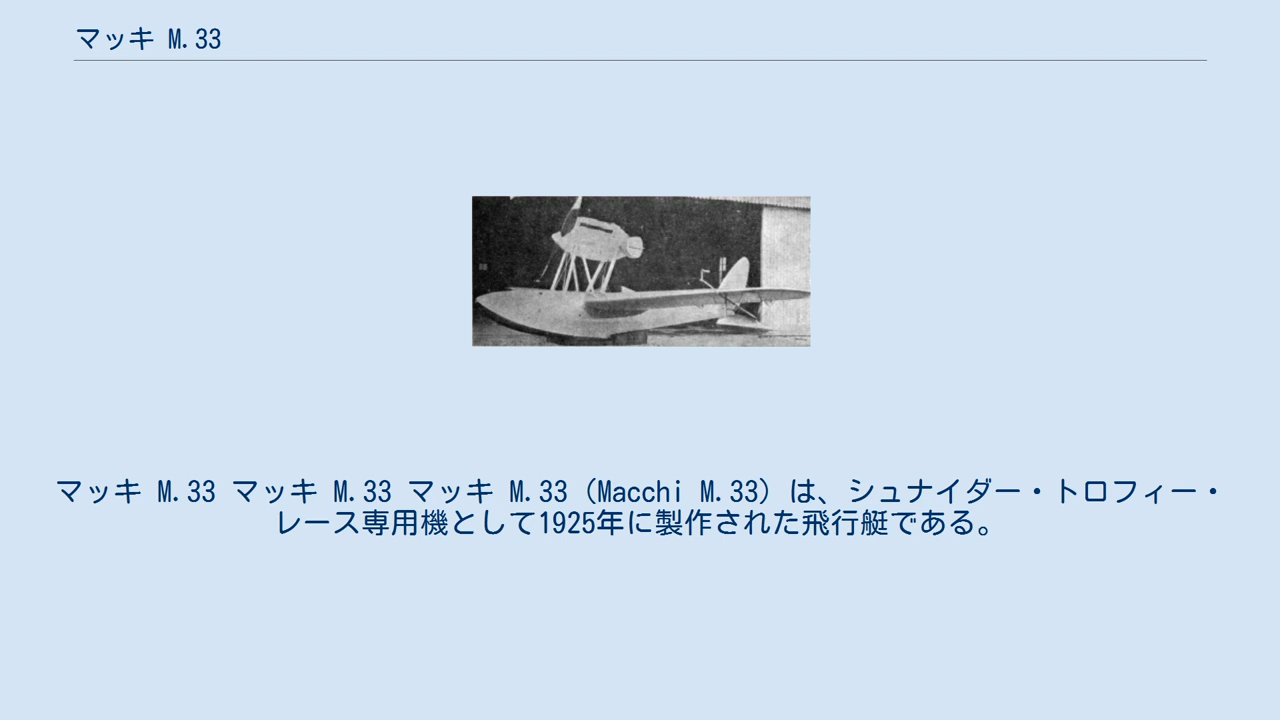 マッキ M.33
マッキ M.33 マッキ M.33 マッキ M.33（Macchi M.33）は、シュナイダー・トロフィー・
レース専用機として1925年に製作された飛行艇である。